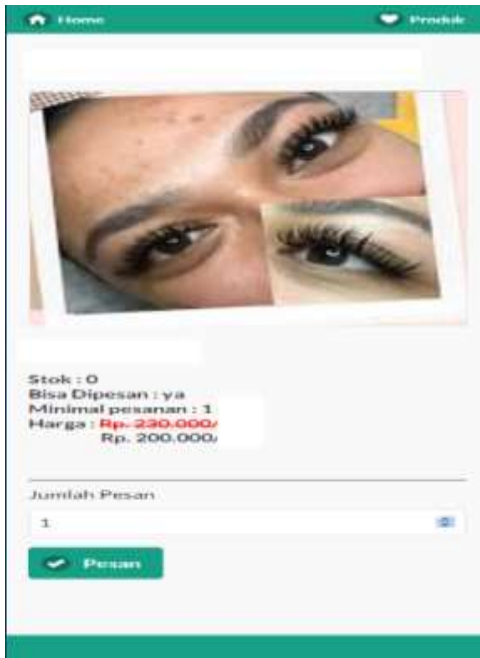 Home
Produk
Stok : 0
Bisa Dipesan : ya
Minimal pesanan : 1
Harga : Rp. 230.000/
Rp. 200.000/
Jumlah Pesan
1
Pesan